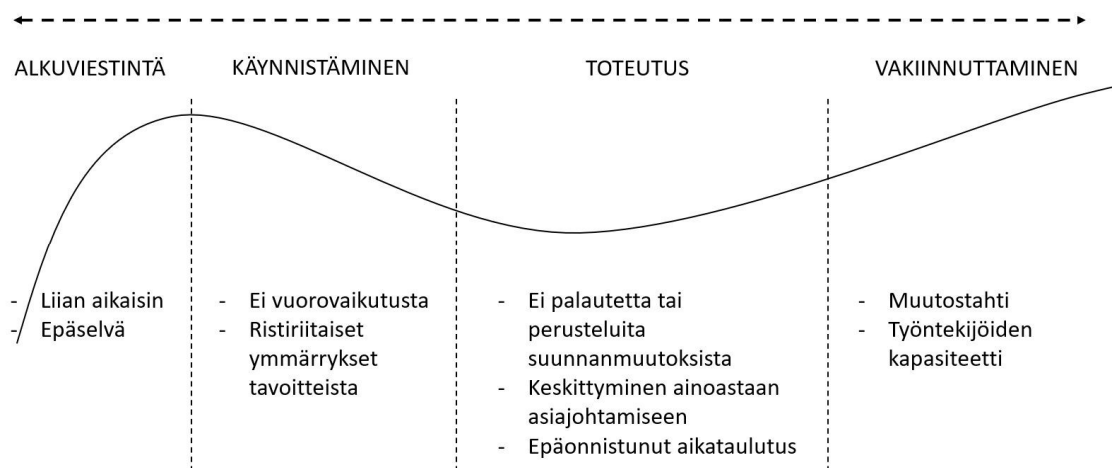 ALKUVIESTINTÄ
KÄYNNISTÄMINEN
TOTEUTUS
VAKIINNUTTAMINEN
- Liian aikaisin
- Epäselvä
- Ei vuorovaikutusta
- Ristiriitaiset
ymmärrykset
tavoitteista
- Ei palautetta tai
perusteluita
suunnanmuutoksista
- Keskittyminen ainoastaan
asiajohtamiseen
- Epäonnistunut aikataulutus
- Muutostahti
- Työntekijöiden
kapasiteetti